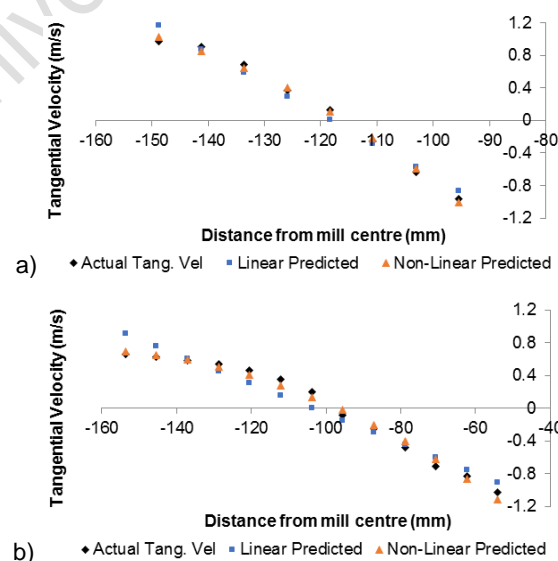 Tangential Velocity (m/s)
1.2
0.8
0.4
0
-0.4
-0.8
-1.2
-160 -150 -140 -130 -120 -110 -100 -90 -80
Distance from mill centre (mm)
a) Actual Tang. Vel Linear Predicted Non-Linear Predicted
Tangential Velocity (m/s)
1.2
0.8
0.4
0
-0.4
-0.8
-1.2
-160 -140 -120 -100 -80 -60 -40
Distance from mill centre (mm)
b) Actual Tang. Vel Linear Predicted Non-Linear Predicted